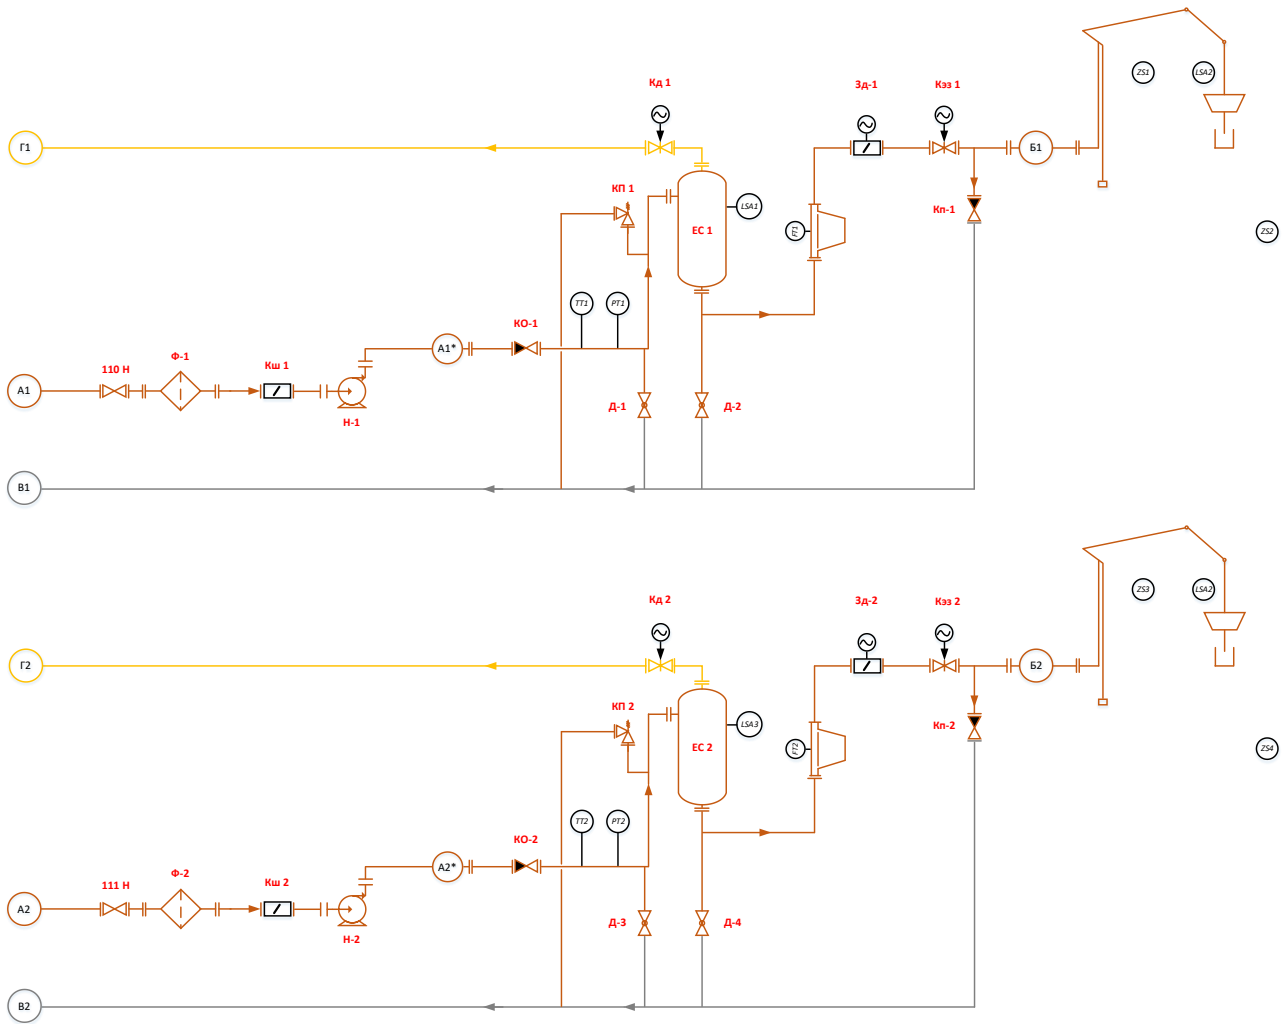 Кд 1
Зд-1
Кэз 1
ZS1
LSA2
Г1
Б1
КП 1
LSA1
ЕС 1
FT1
Кп-1
ZS2
TT1
PT1
КО-1
А1*
Ф-1
110 Н
Кш 1
А1
Н-1
Д-1
Д-2
В1
Кд 2
Зд-2
Кэз 2
ZS3
LSA2
Г2
Б2
КП 2
LSA3
ЕС 2
FT2
Кп-2
ZS4
TT2
PT2
КО-2
А2*
Ф-2
111 Н
Кш 2
А2
Н-2
Д-3
Д-4
В2